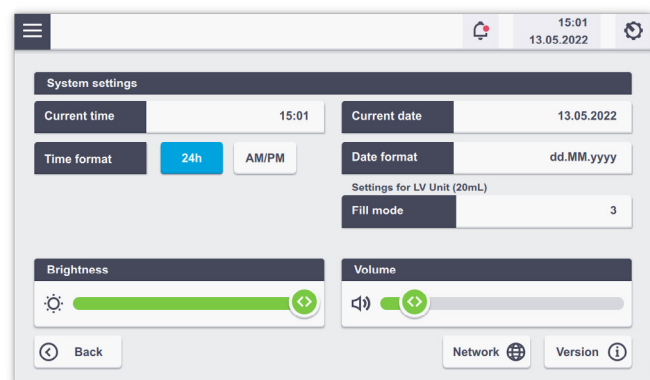 15:01
13.05.2022
System settings
Current time 15:01
Current date 13.05.2022
Time format 24h AM/PM
Date format dd.MM.yyyy
Settings for LV Unit (20mL)
Fill mode 3
Brightness
Volume
Back
Network
Version